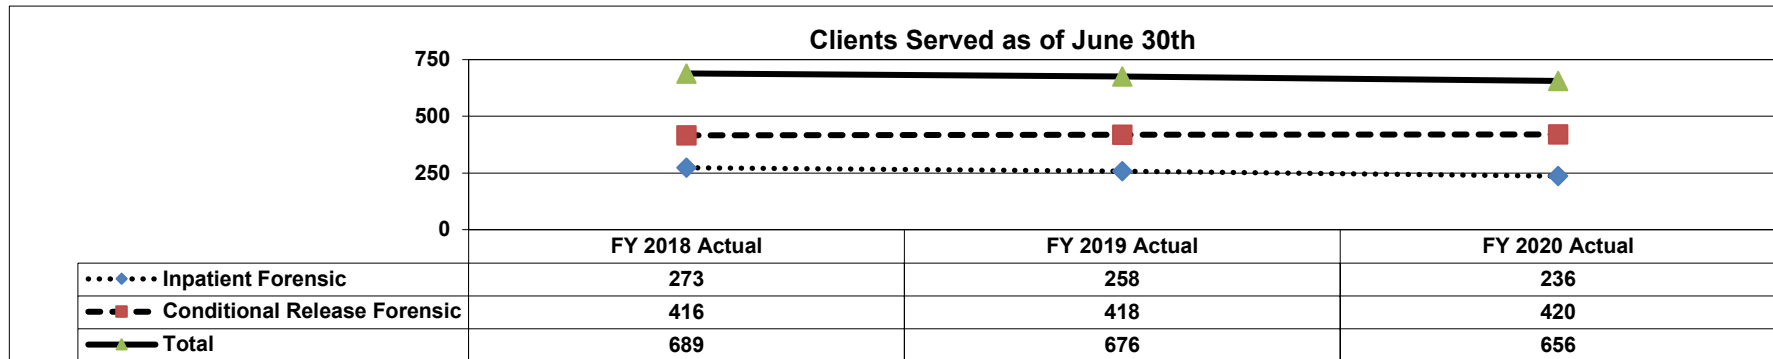 Clients Served as of June 30th
750
500
250
0
FY 2018 Actual FY 2019 Actual FY 2020 Actual
Inpatient Forensic 273 258 236
Conditional Release Forensic 416 418 420
Total 689 676 656